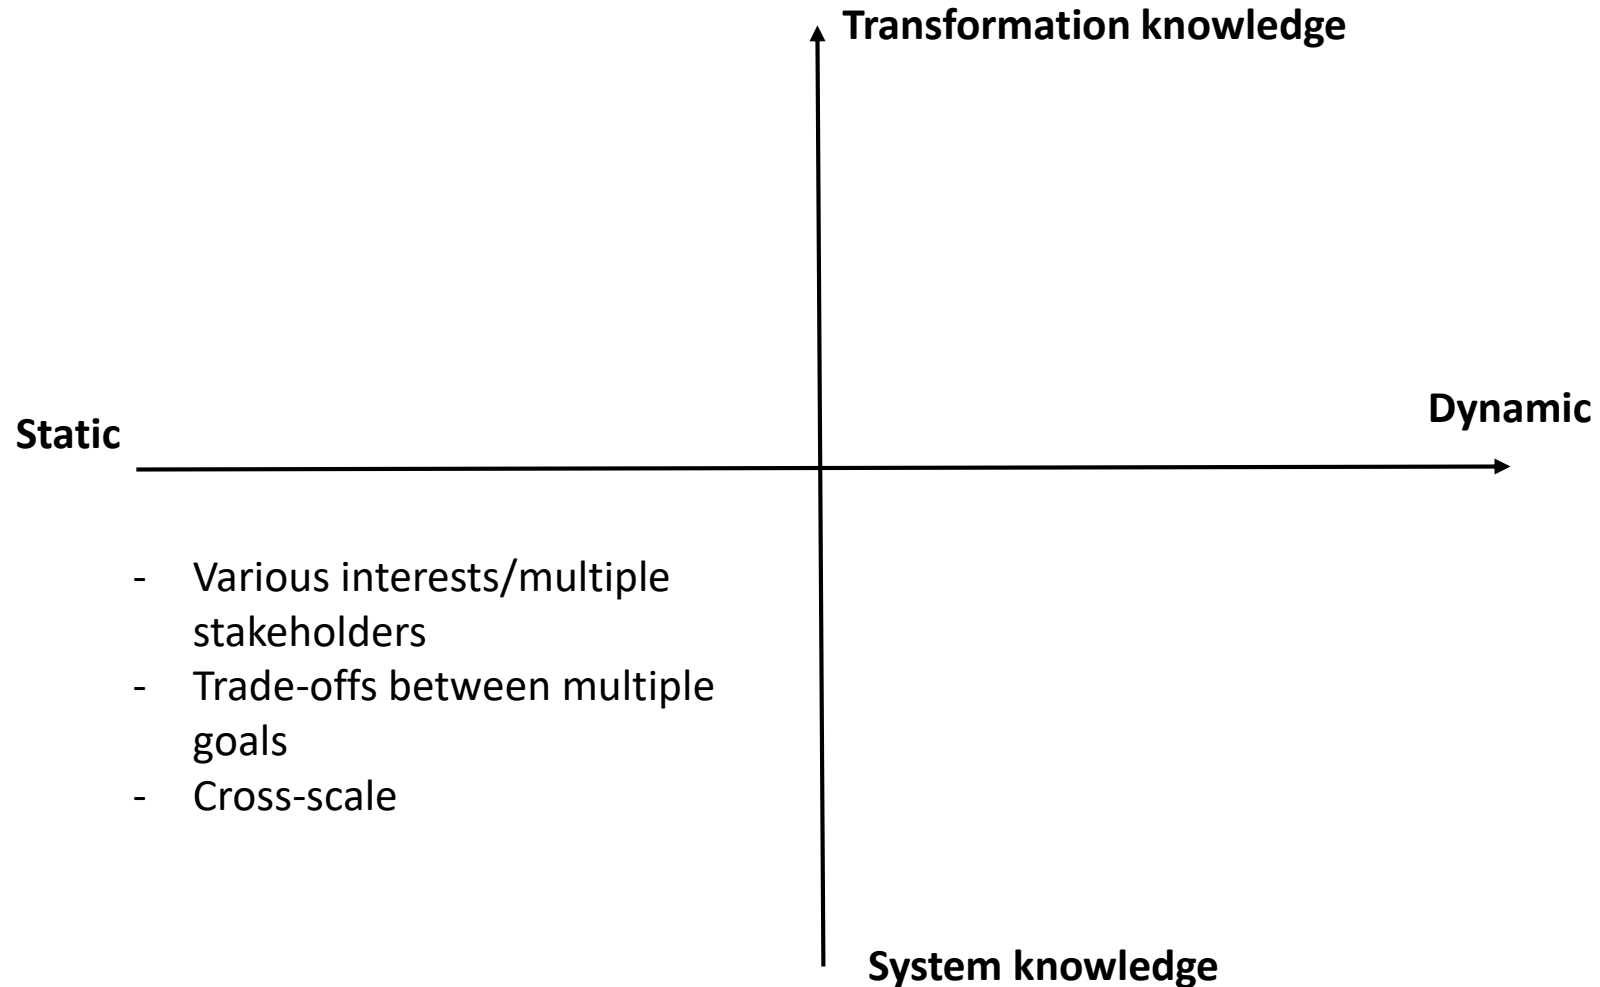 Transformation knowledge
Dynamic
Static
- Various interests/multiple
stakeholders
- Trade-offs between multiple
goals
- Cross-scale
System knowledge